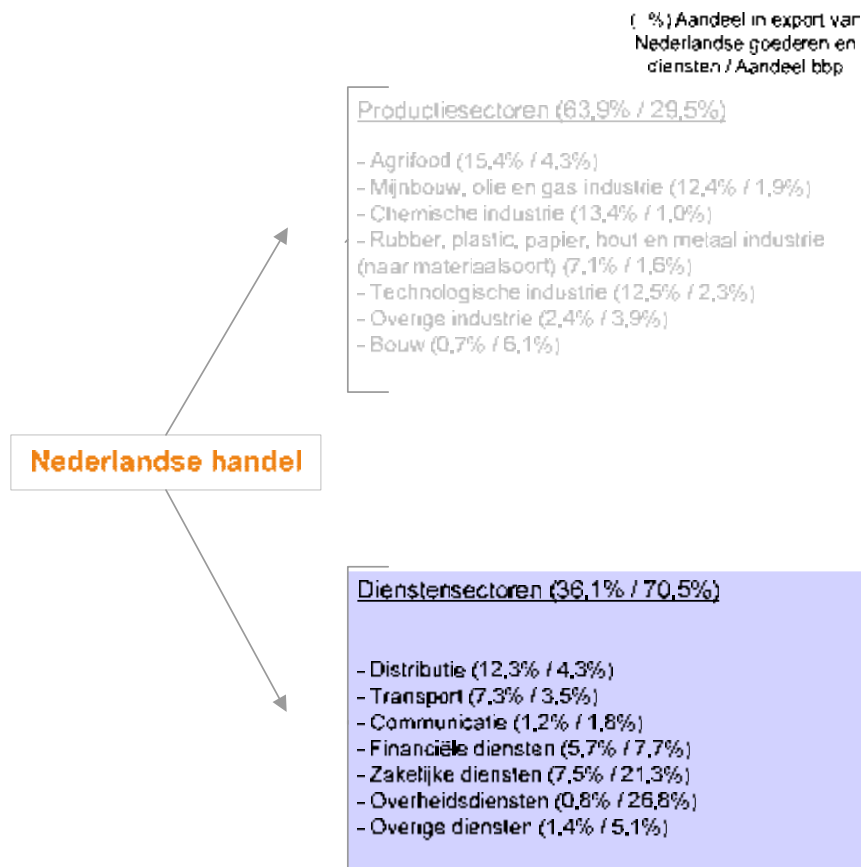 ( %) Aandeel in export van
Nederlandse goederen en
diensten / Aandeel bbp
Productiesectoren (63,9% / 29,5%)
- Agrifood (15,4% / 4,3%)
- Mijnbouw, olie en gas industrie (12,4% / 1,9%)
- Chemische industrie (13,4% / 1,0%)
- Rubber, plastic, papier, hout en metaal industrie
(naar materiaalsoort) (7,1% / 1,6%)
- Technologische industrie (12,5% / 2,3%)
- Overige industrie (2,4% / 3,9%)
- Bouw (0,7% / 6,1%)
Nederlandse handel
Dienstensectoren (36,1% / 70,5%)
- Distributie (12,3% / 4,3%)
- Transport (7,3% / 3,5%)
- Communicatie (1,2% / 1,8%)
- Financiële diensten (5,7% / 7,7%)
- Zakelijke diensten (7,5% / 21,3%)
- Overheidsdiensten (0,8% / 26,8%)
- Overige diensten (1,4% / 5,1%)